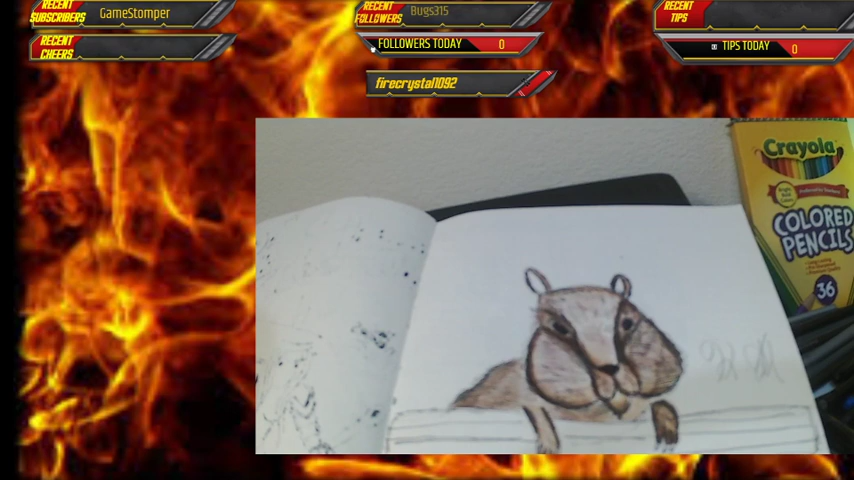 RECENT SUBSCRIBERS
GameStomper
RECENT CHEERS
RECENT FOLLOWERS
Bugs315
FOLLOWERS TODAY 0
firecrystal1092
RECENT TIPS
TIPS TODAY 0
Crayola
COLORED
PENCILS
36